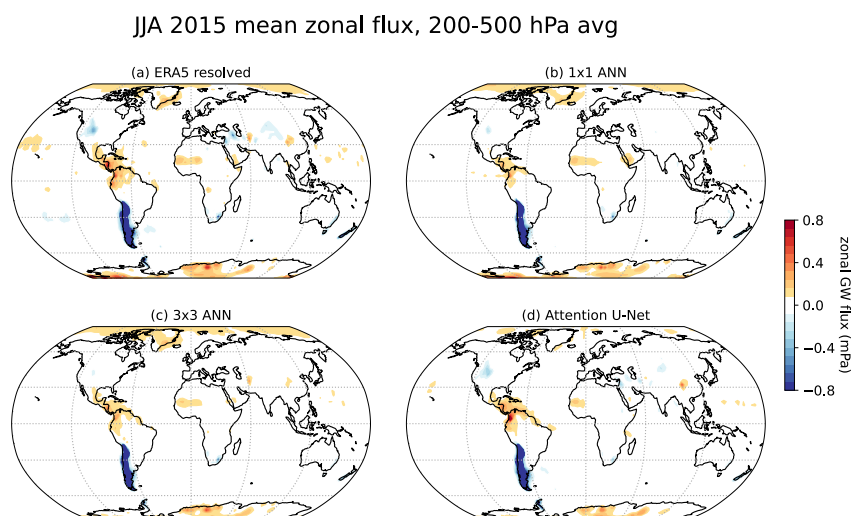 JJA 2015 mean zonal flux, 200-500 hPa avg
(a) ERA5 resolved
(b) 1x1 ANN
(c) 3x3 ANN
(d) Attention U-Net
0.8
0.4
0.0
−0.4
−0.8
zonal GW flux (mPa)